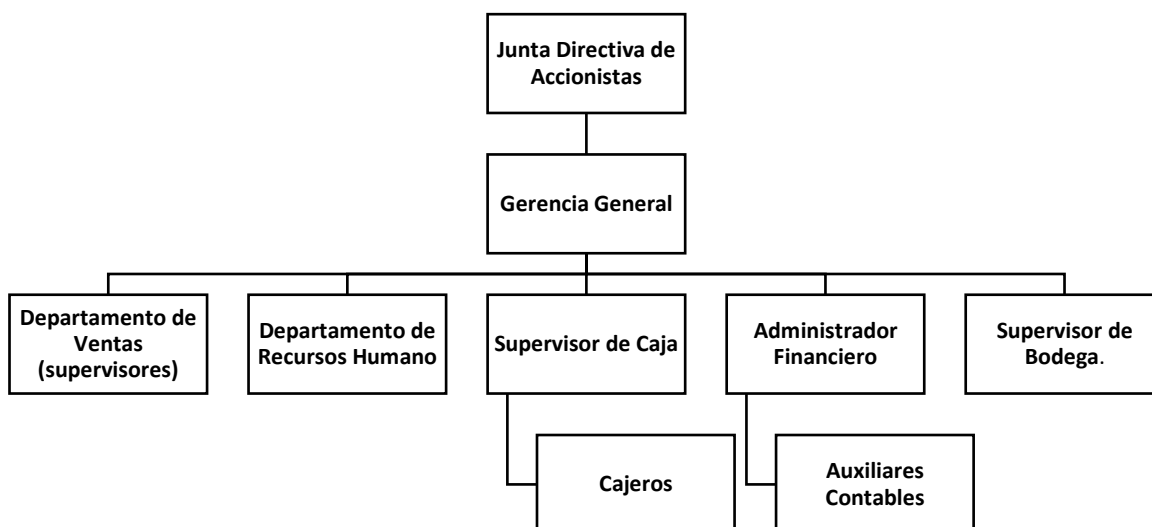 Junta Directiva de
Accionistas
Gerencia General
Departamento de
Ventas
(supervisores)
Departamento de
Recursos Humano
Supervisor de Caja
Administrador
Financiero
Supervisor de
Bodega.
Cajeros
Auxiliares
Contables